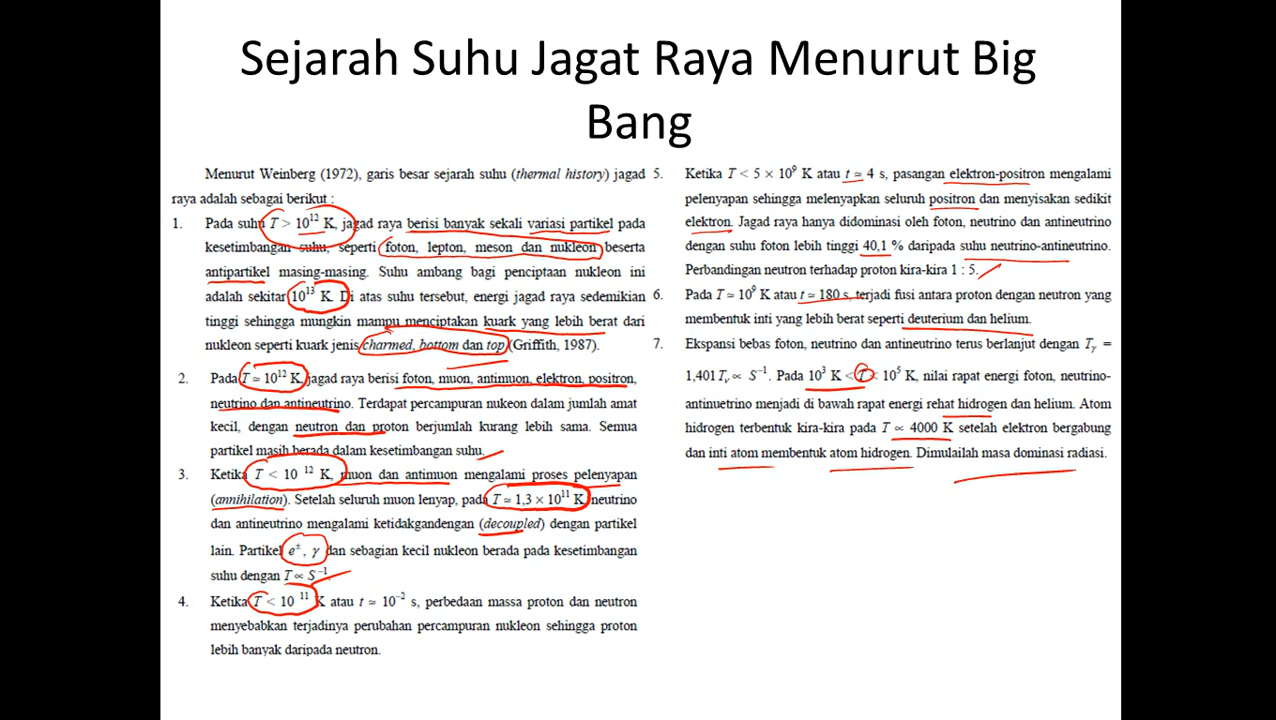 Sejarah Suhu Jagat Raya Menurut Big
Bang
Menurut Weinberg (1972), garis besar sejarah suhu (thermal history) jagad
raya adalah sebagai berikut :
1. Pada suhu T > 10¹² K, jagad raya berisi banyak sekali variasi partikel pada
kesetimbangan suhu, seperti foton, lepton, meson dan nukleon beserta
antipartikel masing-masing. Suhu ambang bagi penciptaan nukleon ini
adalah sekitar 10¹³ K. Di atas suhu tersebut, energi jagad raya sedemikian
tinggi sehingga mungkin mampu menciptakan kuark yang lebih berat dari
nukleon seperti kuark jenis charmed, bottom dan top (Griffith, 1987).
2. Pada T ≃ 10¹² K, jagad raya berisi foton, muon, antimuon, elektron, positron,
neutrino dan antineutrino. Terdapat percampuran nukeon dalam jumlah amat
kecil, dengan neutron dan proton berjumlah kurang lebih sama. Semua
partikel masih berada dalam kesetimbangan suhu.
3. Ketika T < 10 ¹² K, muon dan antimuon mengalami proses pelenyapan
(annihilation). Setelah seluruh muon lenyap, pada T ≃ 1,3 × 10¹¹ K, neutrino
dan antineutrino mengalami ketidakgandengan (decoupled) dengan partikel
lain. Partikel e±, γ dan sebagian kecil nukleon berada pada kesetimbangan
suhu dengan T ∝ S⁻¹.
4. Ketika T < 10 ¹¹ K atau t ≃ 10⁻² s, perbedaan massa proton dan neutron
menyebabkan terjadinya perubahan percampuran nukleon sehingga proton
lebih banyak daripada neutron.
5. Ketika T < 5 × 10⁹ K atau t ≃ 4 s, pasangan elektron-positron mengalami
pelenyapan sehingga melenyapkan seluruh positron dan menyisakan sedikit
elektron. Jagad raya hanya didominasi oleh foton, neutrino dan antineutrino
dengan suhu foton lebih tinggi 40,1 % daripada suhu neutrino-antineutrino.
Perbandingan neutron terhadap proton kira-kira 1 : 5.
6. Pada T ≃ 10⁹ K atau t ≃ 180 s, terjadi fusi antara proton dengan neutron yang
membentuk inti yang lebih berat seperti deuterium dan helium.
7. Ekspansi bebas foton, neutrino dan antineutrino terus berlanjut dengan Tγ =
1,401Tν ∝ S⁻¹. Pada 10³ K < T < 10⁵ K, nilai rapat energi foton, neutrino-
antinuetrino menjadi di bawah rapat energi rehat hidrogen dan helium. Atom
hidrogen terbentuk kira-kira pada T ∝ 4000 K setelah elektron bergabung
dan inti atom membentuk atom hidrogen. Dimulailah masa dominasi radiasi.